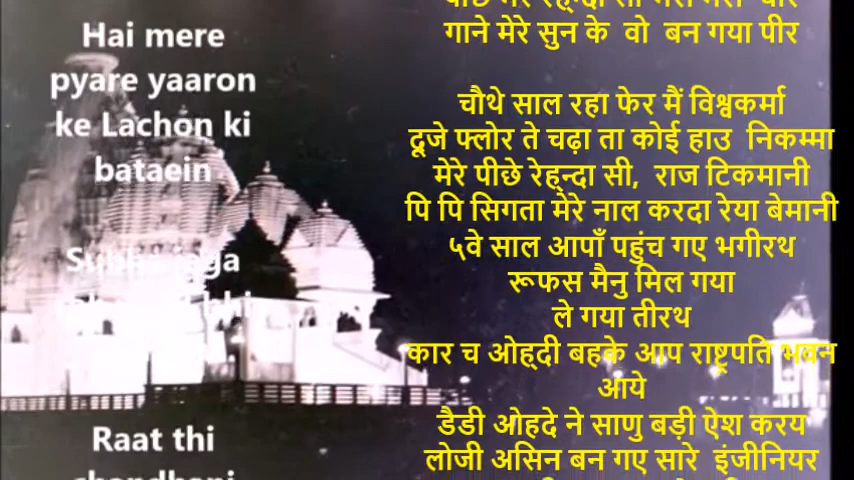 Hai mere
pyare yaaron
ke Lachon ki
bataein
Raat thi
chandhani
गाने मेरे सुन के वो बन गया पीर
चौथे साल रहा फेर मैं विश्वकर्मा
दूजे फ्लोर ते चढ़ा ता कोई हाउ निकम्मा
मेरे पीछे रेह्न्दा सी, राज टिकमानी
पि पि सिगता मेरे नाल करदा रेया बेमानी
५वे साल आपाँ पहुंच गए भगीरथ
रूफस मैनु मिल गया
ले गया तीरथ
कार च ओह्दी बहके आप राष्ट्रपति भवन
आये
डैडी ओहदे ने साणु बड़ी ऐश करय
लोजी असिन बन गए सारे इंजीनियर